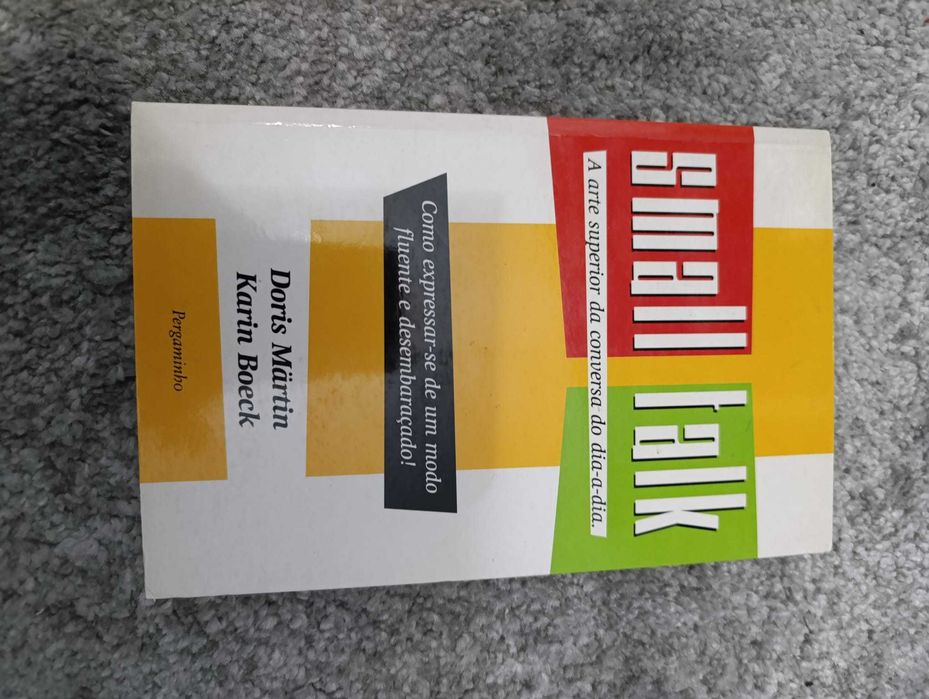 small talk
A arte superior da conversa do dia-a-dia.
Como expressar-se de um modo
fluente e desembaraçado!
Doris Märtin
Karin Boeck
Pergaminho